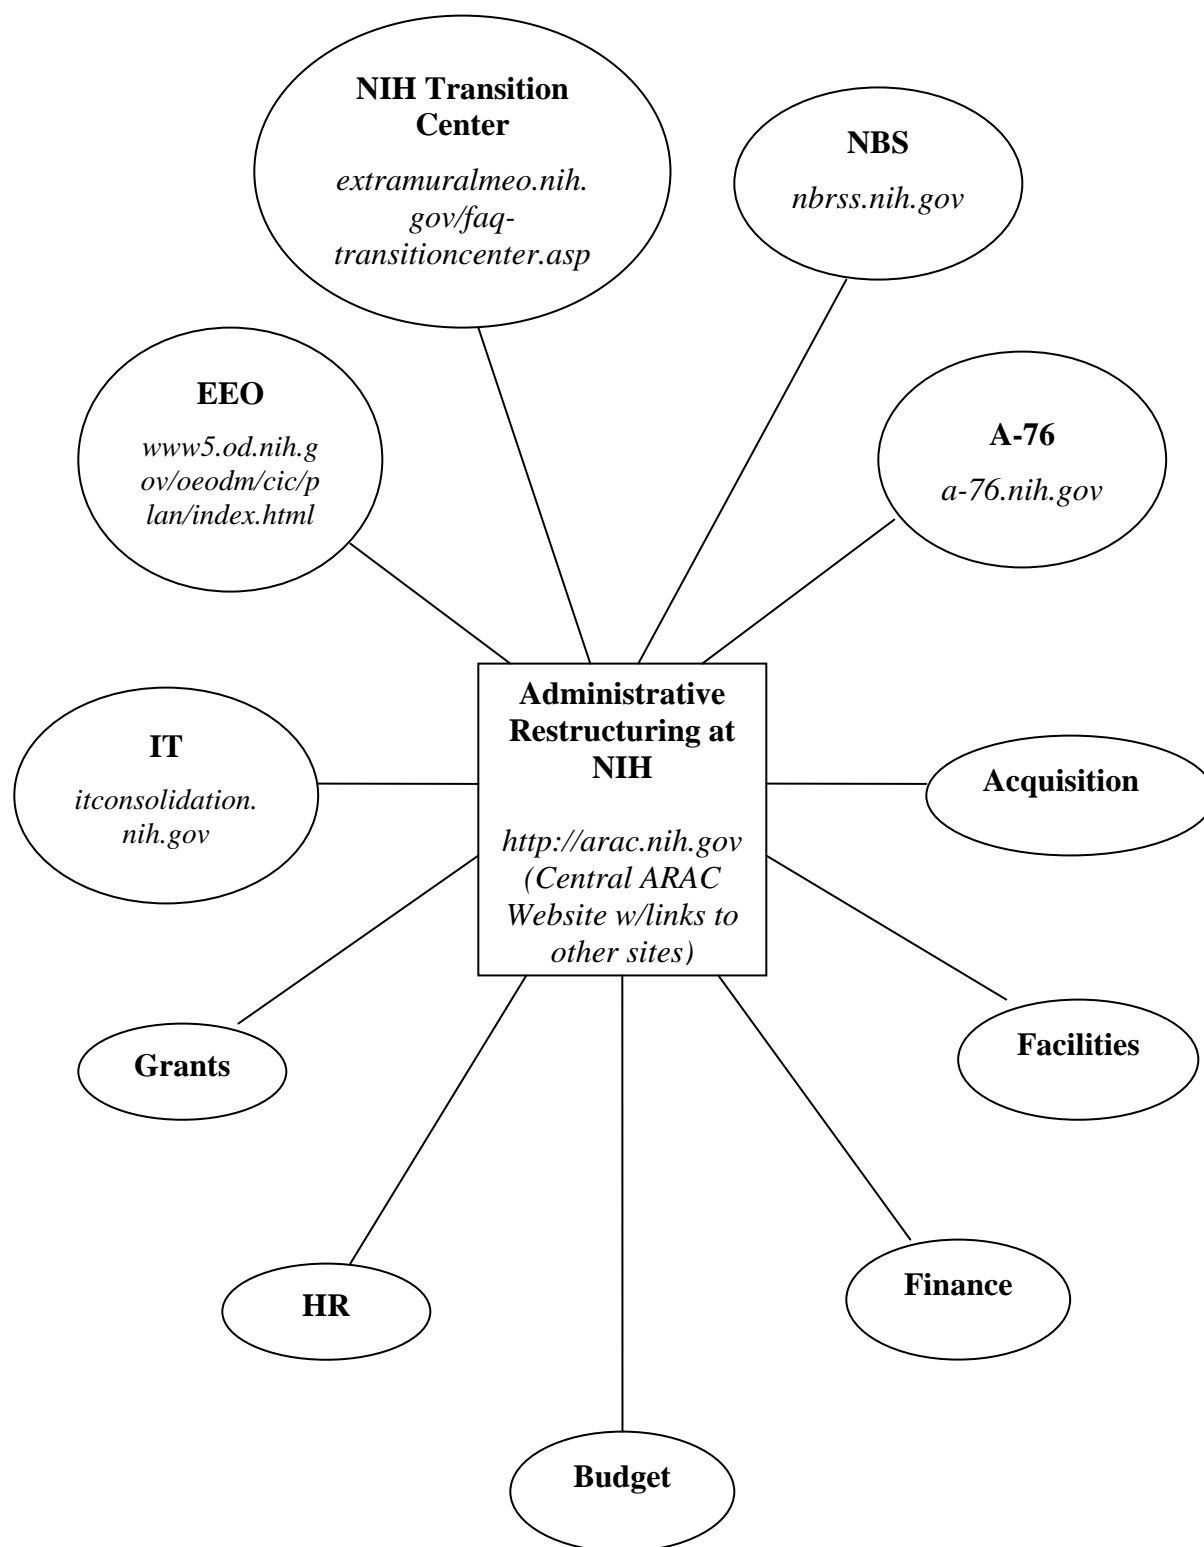 NIH Transition
Center
extramuralmeo.nih.
gov/faq-
transitioncenter.asp
NBS
nbrss.nih.gov
EEO
www5.od.nih.g
ov/oeodm/cic/p
lan/index.html
A-76
a-76.nih.gov
Administrative
Restructuring at
NIH
http://arac.nih.gov
(Central ARAC
Website w/links to
other sites)
IT
itconsolidation.
nih.gov
Acquisition
Grants
Facilities
HR
Finance
Budget